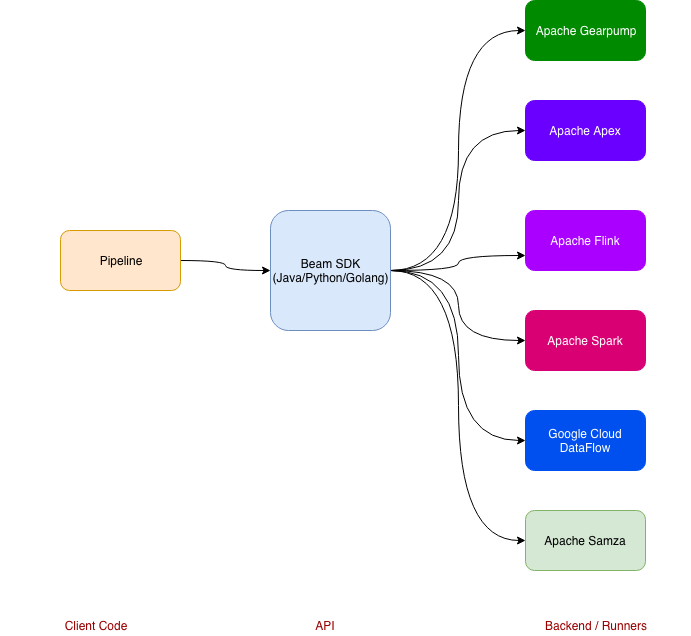 Apache Gearpump
Apache Apex
Apache Flink
Pipeline
Beam SDK
(Java/Python/Golang)
Apache Spark
Google Cloud
DataFlow
Apache Samza
Client Code
API
Backend / Runners